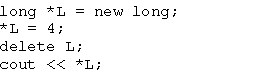 long *L = new long;
*L = 4;
delete L;
cout << *L;